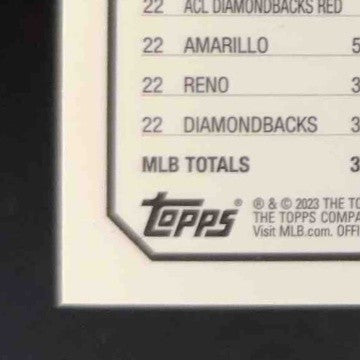 22 ACL DIAMONDBACKS RED
22 AMARILLO 5
22 RENO 3
22 DIAMONDBACKS 3
MLB TOTALS 3
Topps ® ® & © 2023 THE TO
THE TOPPS COMPA
Visit MLB.com. OFFI